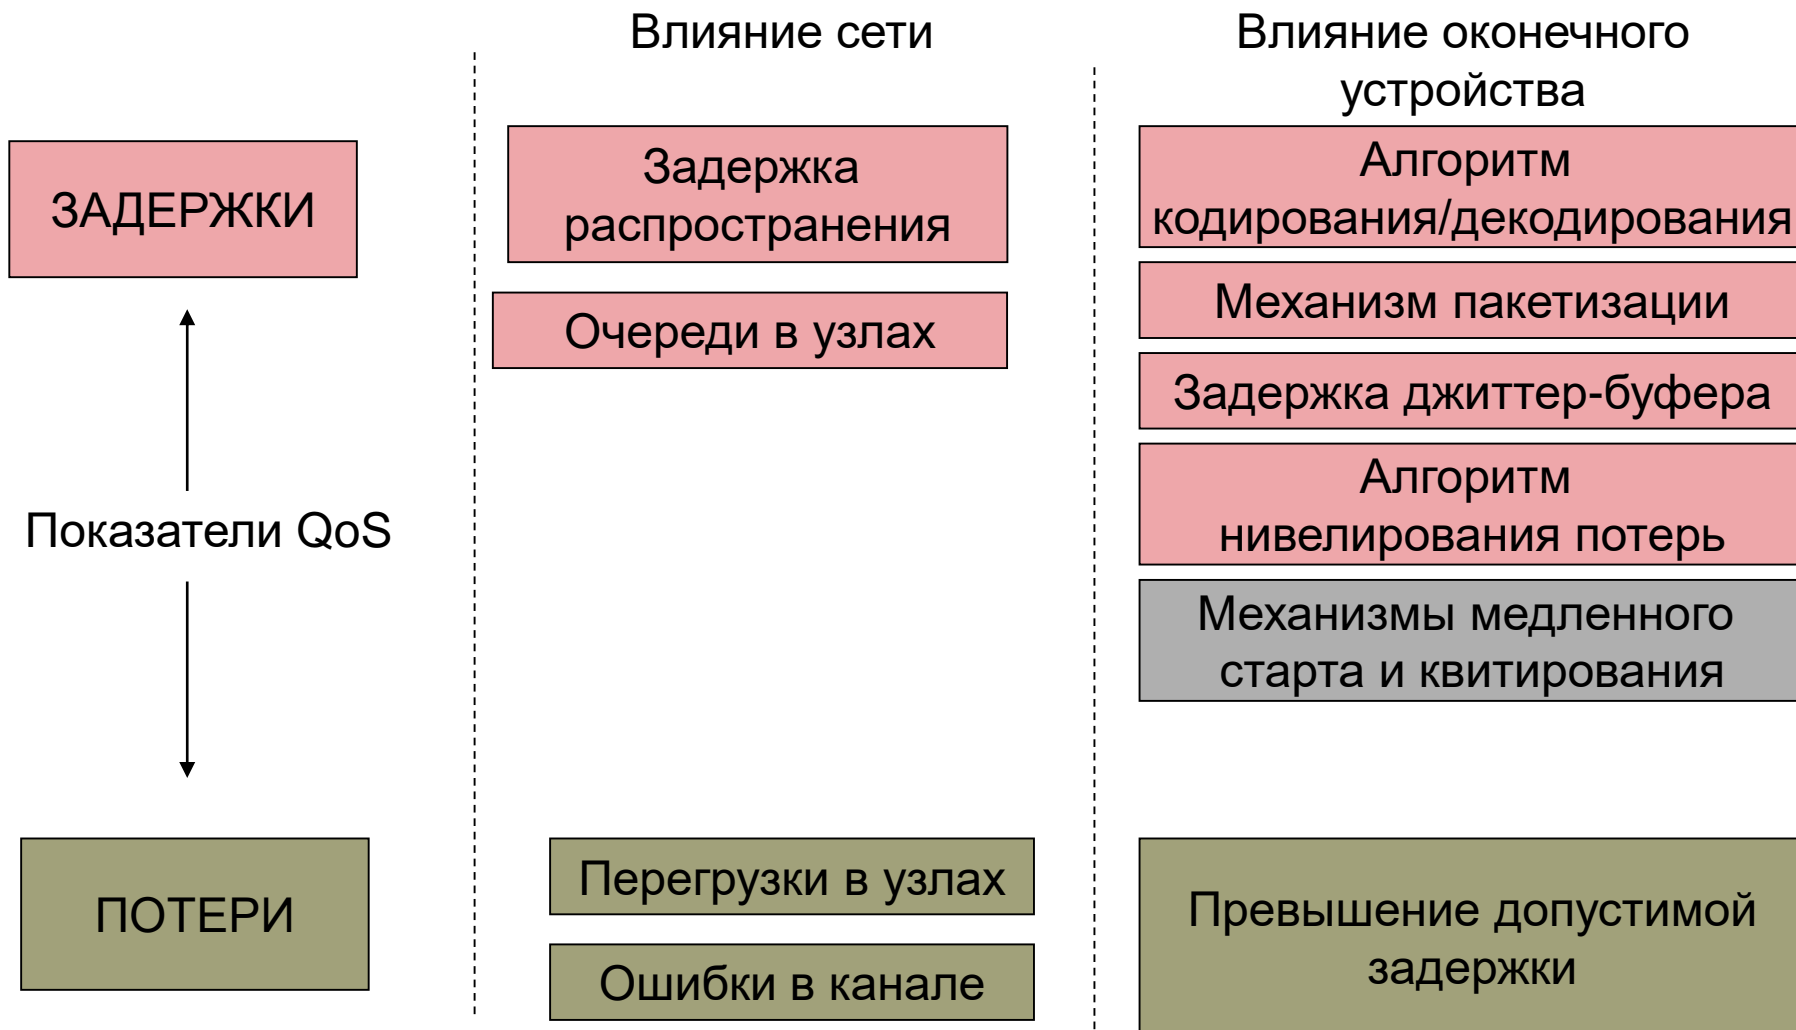 Влияние сети
Влияние оконечного
устройства
ЗАДЕРЖКИ
Задержка
распространения
Очереди в узлах
Алгоритм
кодирования/декодирования
Механизм пакетизации
Задержка джиттер-буфера
Алгоритм
нивелирования потерь
Механизмы медленного
старта и квитирования
Показатели QoS
ПОТЕРИ
Перегрузки в узлах
Ошибки в канале
Превышение допустимой
задержки